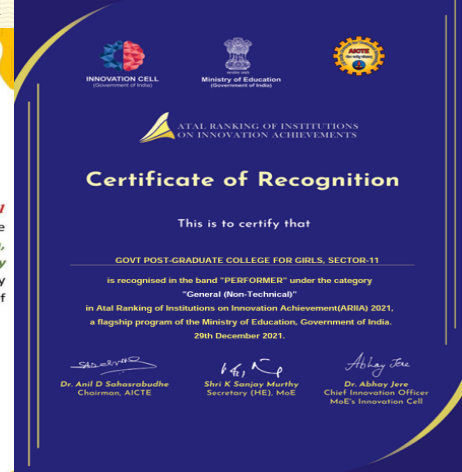 INNOVATION CELL
(Government of India)
Ministry of Education
(Government of India)
AICTE
ATAL RANKING OF INSTITUTIONS
ON INNOVATION ACHIEVEMENTS
Certificate of Recognition
This is to certify that
GOVT POST-GRADUATE COLLEGE FOR GIRLS, SECTOR-11
is recognised in the band "PERFORMER" under the category
"General (Non-Technical)"
in Atal Ranking of Institutions on Innovation Achievement(ARIIA) 2021,
a flagship program of the Ministry of Education, Government of India.
29th December 2021.
Abhay Jere
Dr. Anil D Sahasrabudhe
Chairman, AICTE
Shri K Sanjay Murthy
Secretary (HE), MoE
Dr. Abhay Jere
Chief Innovation Officer
MoE's Innovation Cell